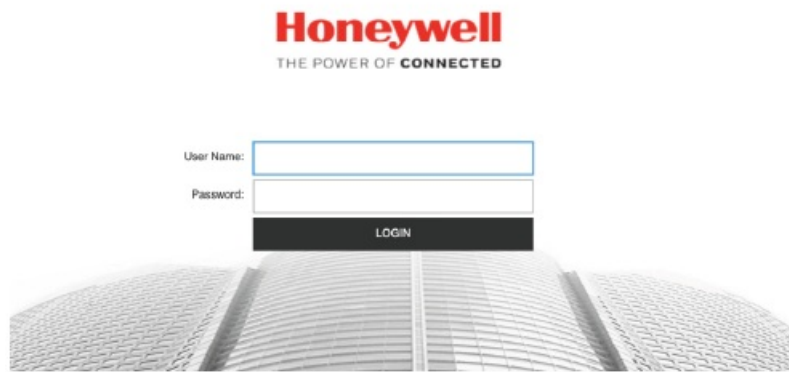 Honeywell
THE POWER OF CONNECTED
User Name:
Password:
LOGIN